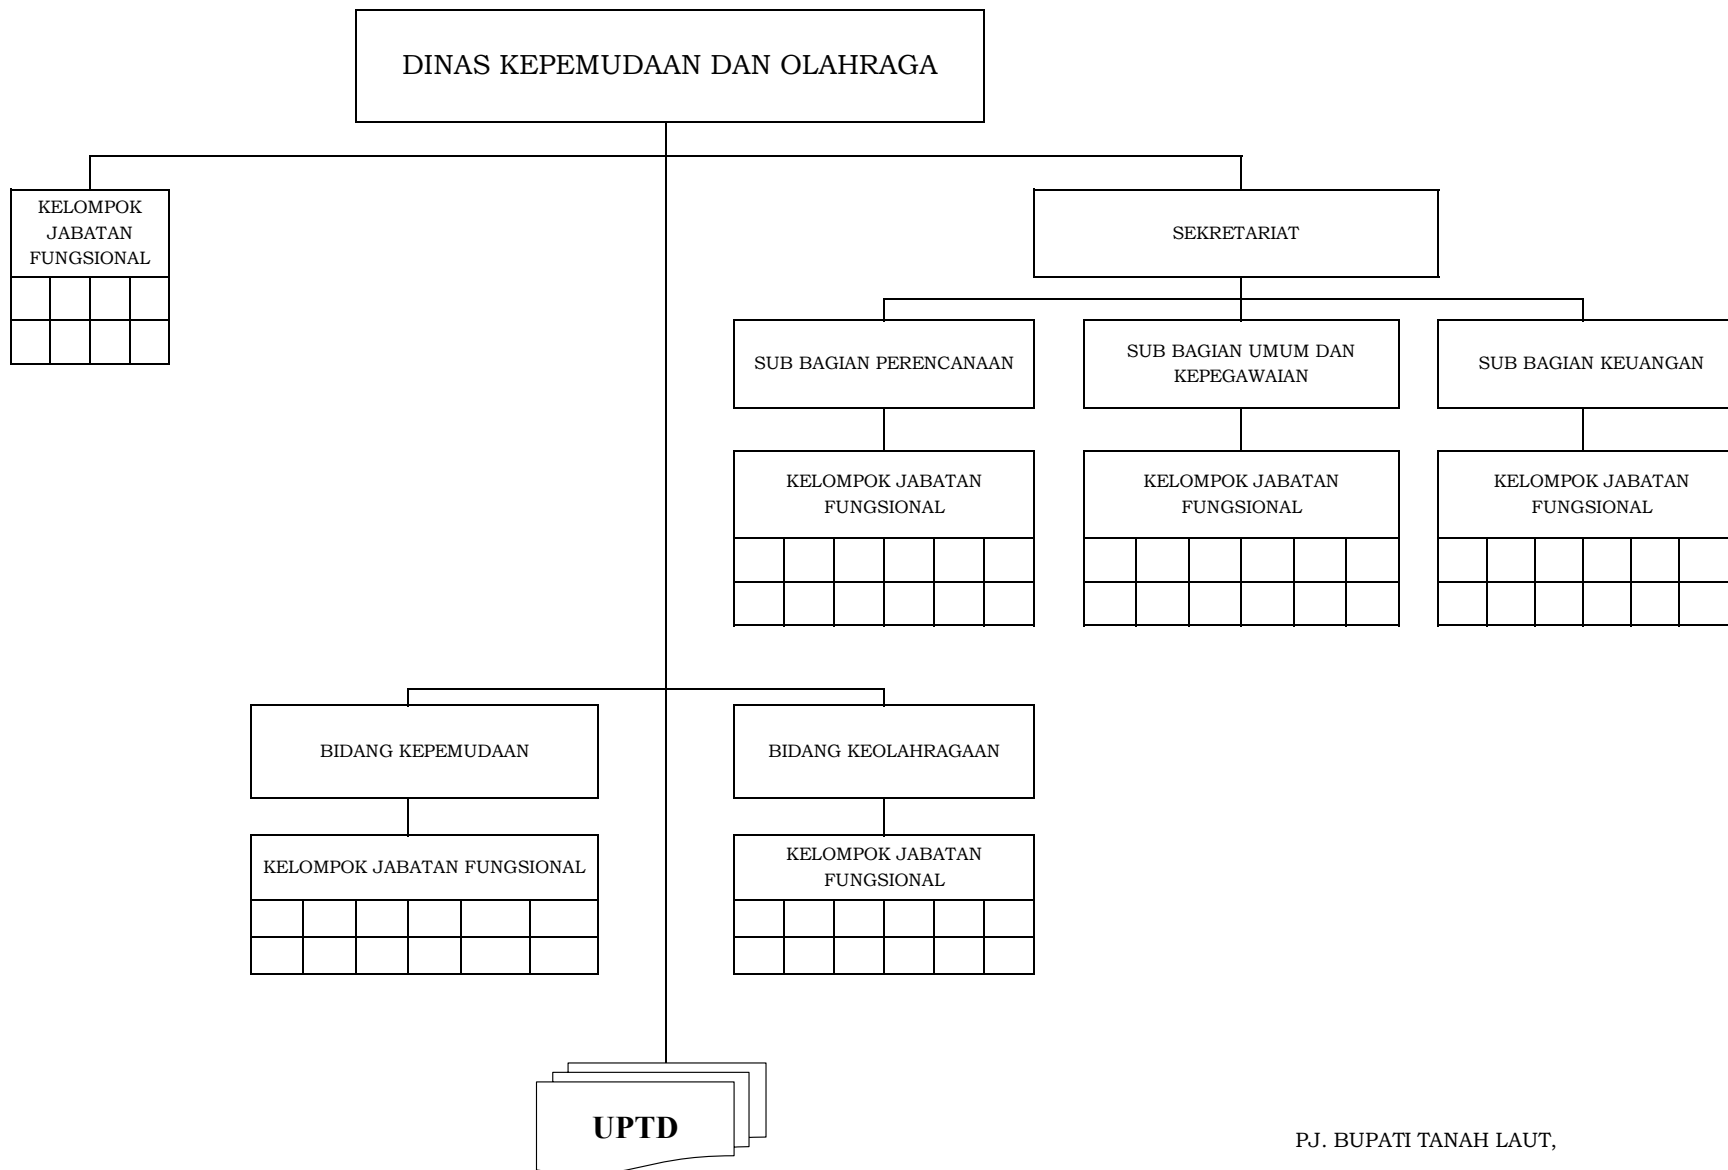 DINAS KEPEMUDAAN DAN OLAHRAGA
KELOMPOK
JABATAN
FUNGSIONAL
SEKRETARIAT
SUB BAGIAN PERENCANAAN
SUB BAGIAN UMUM DAN
KEPEGAWAIAN
SUB BAGIAN KEUANGAN
KELOMPOK JABATAN
FUNGSIONAL
KELOMPOK JABATAN
FUNGSIONAL
KELOMPOK JABATAN
FUNGSIONAL
BIDANG KEPEMUDAAN
BIDANG KEOLAHRAGAAN
KELOMPOK JABATAN FUNGSIONAL
KELOMPOK JABATAN
FUNGSIONAL
UPTD
PJ. BUPATI TANAH LAUT,